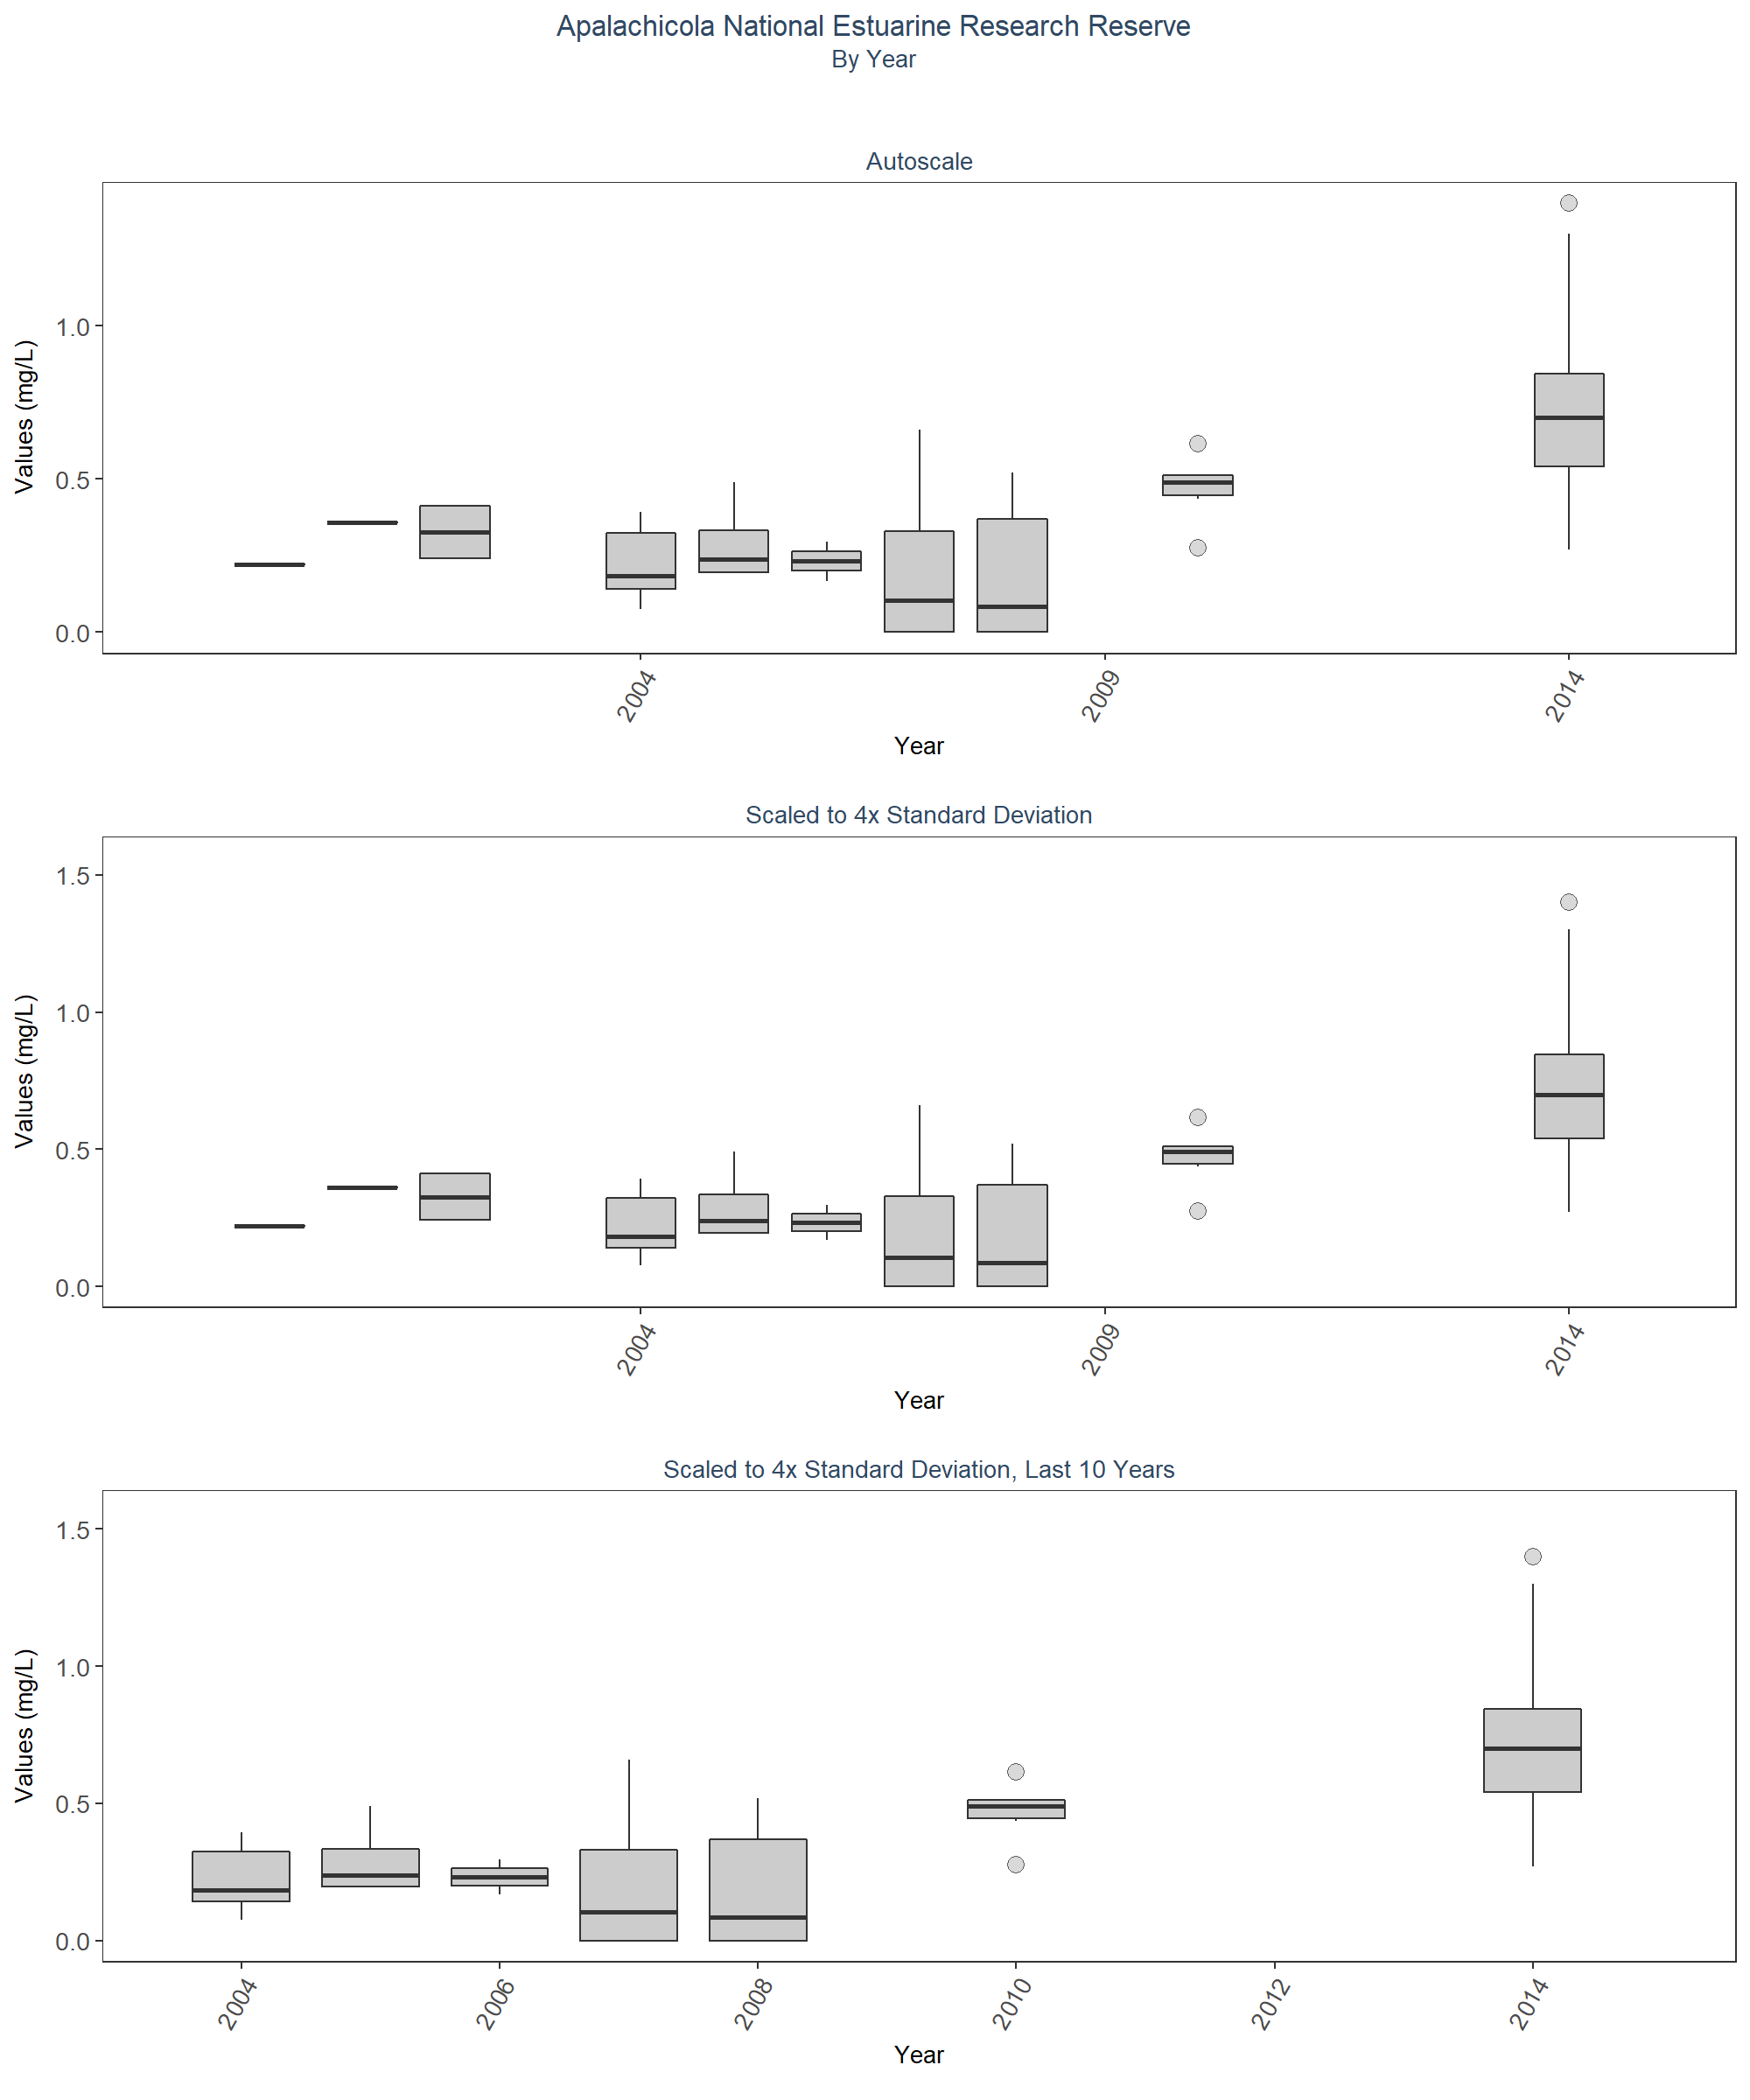 Apalachicola National Estuarine Research Reserve
By Year
Autoscale
Values (mg/L)
1.0
0.5
0.0
2004 2009 2014
Year
Scaled to 4x Standard Deviation
Values (mg/L)
1.5
1.0
0.5
0.0
2004 2009 2014
Year
Scaled to 4x Standard Deviation, Last 10 Years
Values (mg/L)
1.5
1.0
0.5
0.0
2004 2006 2008 2010 2012 2014
Year